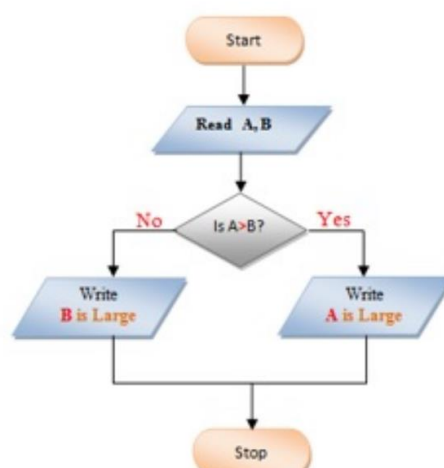 Start
Read A, B
Is A>B?
No
Yes
Write
B is Large
Write
A is Large
Stop